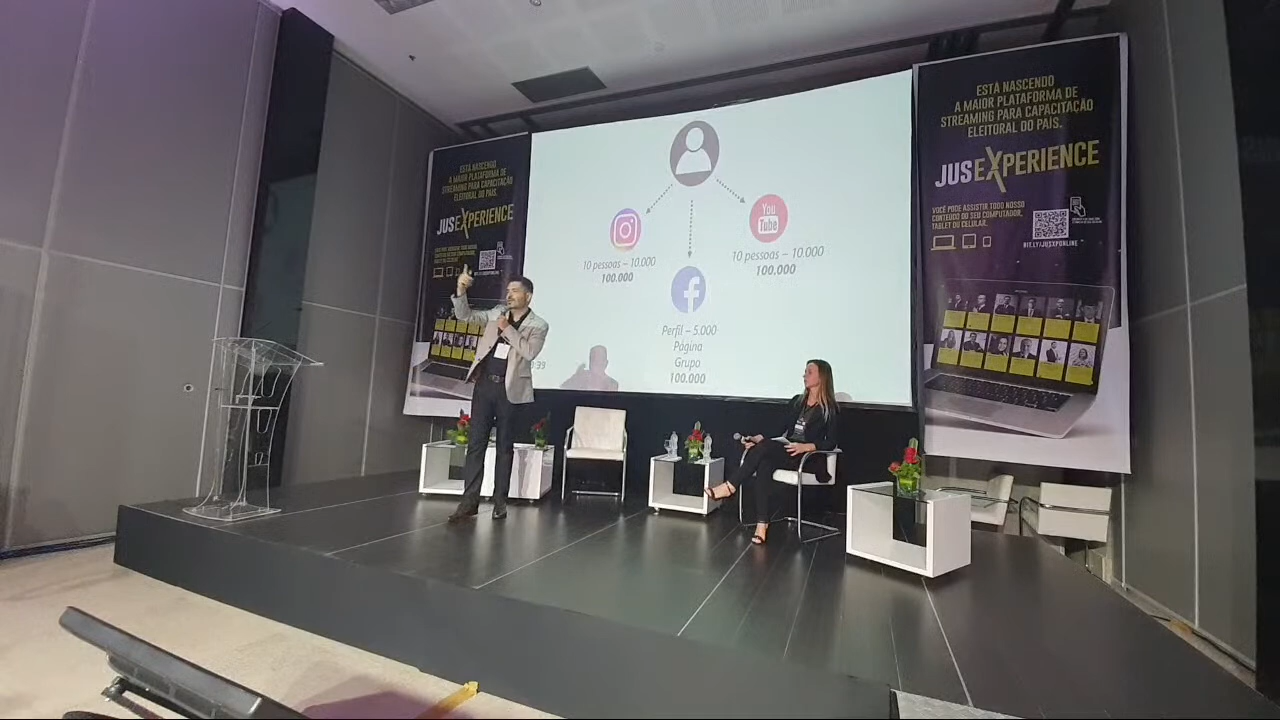 ESTÁ NASCENDO
A MAIOR PLATAFORMA DE
STREAMING PARA CAPACITAÇÃO
ELEITORAL DO PAÍS.
JUSEXPERIENCE
10 pessoas – 10.000
100.000
You
Tube
10 pessoas – 10.000
100.000
Perfil – 5.000
Página
Grupo
100.000
ESTÁ NASCENDO
A MAIOR PLATAFORMA DE
STREAMING PARA CAPACITAÇÃO
ELEITORAL DO PAÍS.
JUSEXPERIENCE
VOCÊ PODE ASSISTIR TODO NOSSO
CONTEÚDO DO SEU COMPUTADOR,
TABLET OU CELULAR.
BIT.LY/JUSXPONLINE